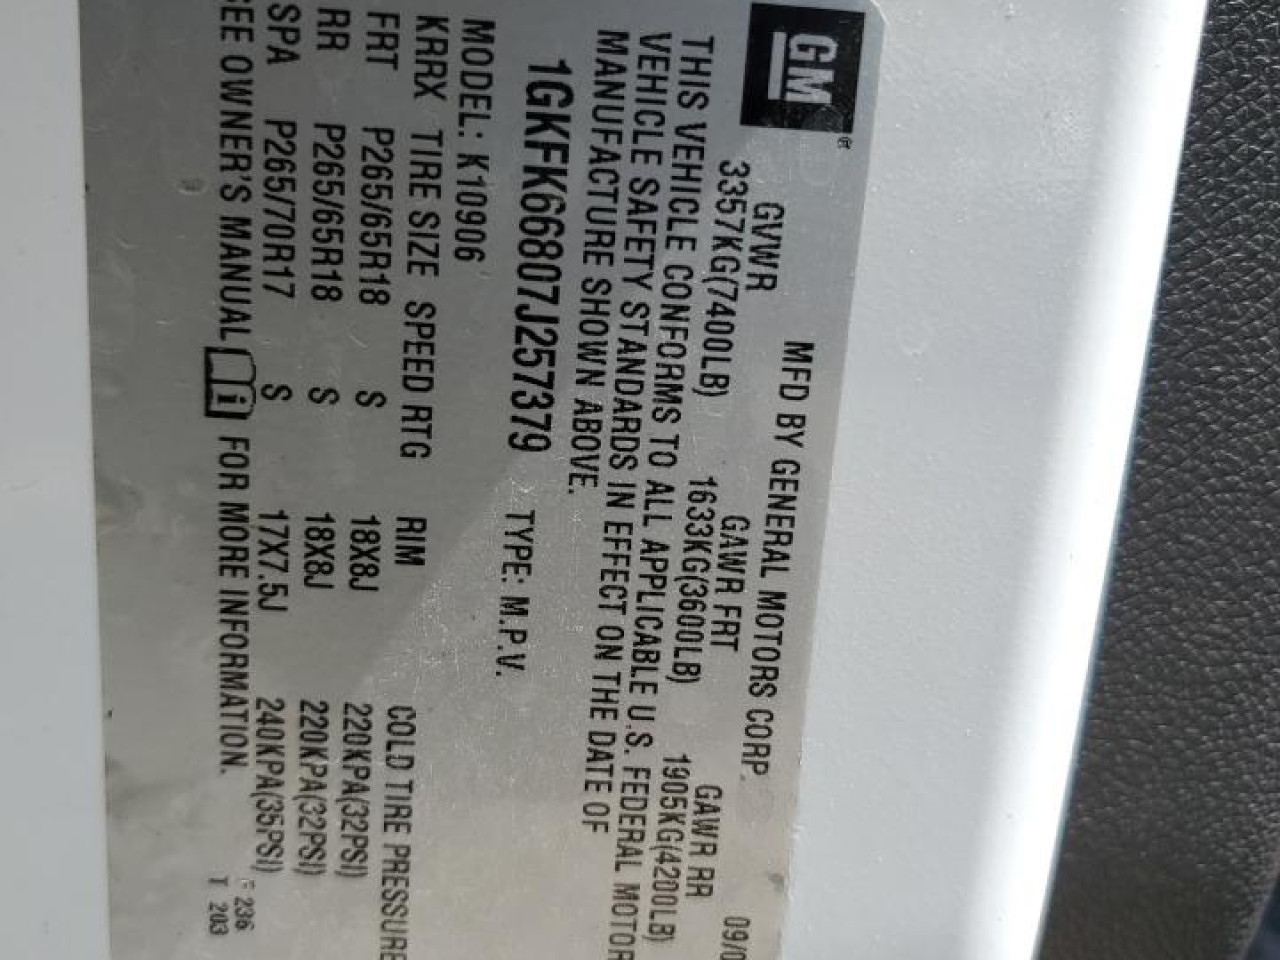 GM
MFD BY GENERAL MOTORS CORP.
GVWR GAWR FRT GAWR RR
3357KG(7400LB) 1633KG(3600LB) 1905KG(4200LB)
THIS VEHICLE CONFORMS TO ALL APPLICABLE U.S. FEDERAL MOTOR
VEHICLE SAFETY STANDARDS IN EFFECT ON THE DATE OF
MANUFACTURE SHOWN ABOVE.
1GKFK66807J257379 TYPE: M.P.V.
MODEL: K10906
KRRX TIRE SIZE SPEED RTG RIM COLD TIRE PRESSURE
FRT P265/65R18 S 18X8J 220KPA(32PSI)
RR P265/65R18 S 18X8J 220KPA(32PSI)
SPA P265/70R17 S 17X7.5J 240KPA(35PSI)
SEE OWNER'S MANUAL i FOR MORE INFORMATION.
236
T 203